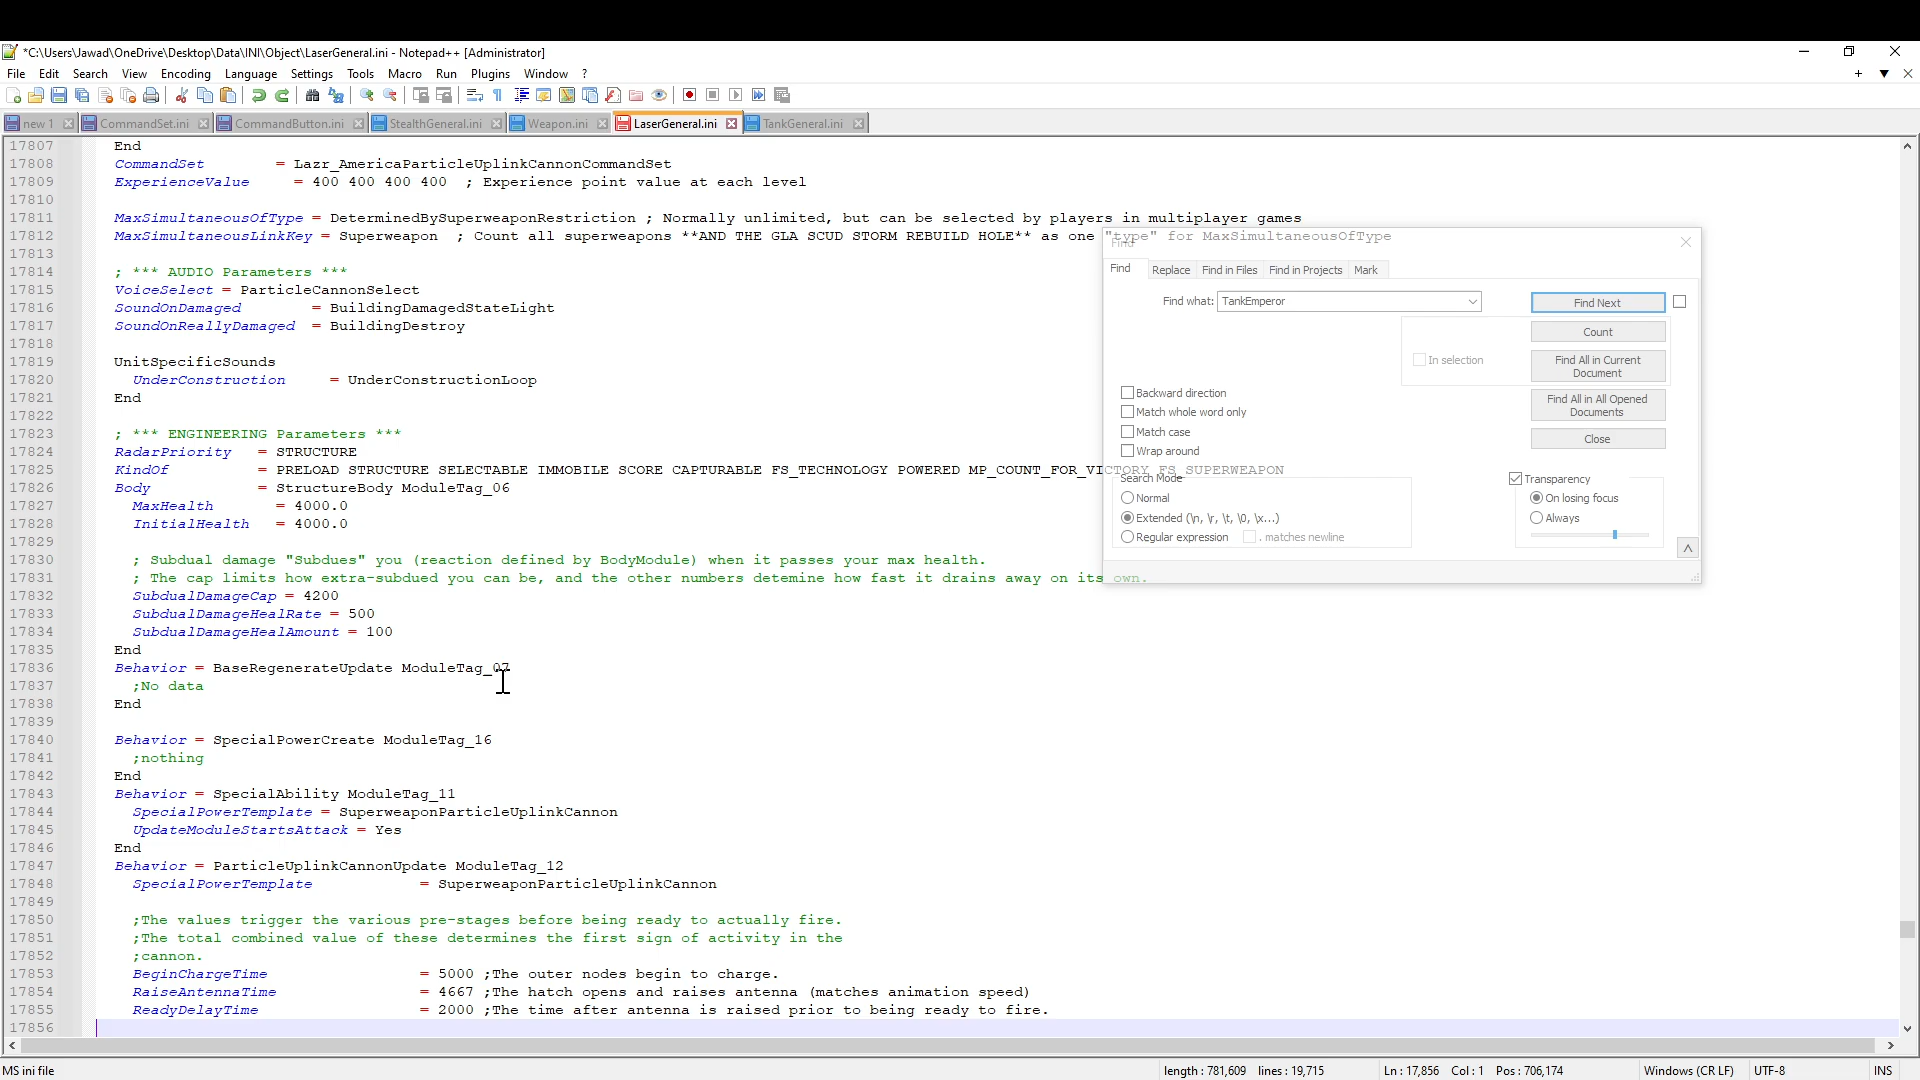 *C:\Users\Jawad\OneDrive\Desktop\Data\INI\Object\LaserGeneral.ini - Notepad++ [Administrator]
File Edit Search View Encoding Language Settings Tools Macro Run Plugins Window ?
new 1 CommandSet.ini CommandButton.ini StealthGeneral.ini Weapon.ini LaserGeneral.ini TankGeneral.ini
17807 End
17808 CommandSet = Lazr_AmericaParticleUplinkCannonCommandSet
17809 ExperienceValue = 400 400 400 400 ; Experience point value at each level
17810
17811 MaxSimultaneousOfType = DeterminedBySuperweaponRestriction ; Normally unlimited, but can be selected by players in multiplayer games
17812 MaxSimultaneousLinkKey = Superweapon ; Count all superweapons **AND THE GLA SCUD STORM REBUILD HOLE** as one "type" for MaxSimultaneousOfType
17813
17814 ; *** AUDIO Parameters ***
17815 VoiceSelect = ParticleCannonSelect
17816 SoundOnDamaged = BuildingDamagedStateLight
17817 SoundOnReallyDamaged = BuildingDestroy
17818
17819 UnitSpecificSounds
17820 UnderConstruction = UnderConstructionLoop
17821 End
17822
17823 ; *** ENGINEERING Parameters ***
17824 RadarPriority = STRUCTURE
17825 KindOf = PRELOAD STRUCTURE SELECTABLE IMMOBILE SCORE CAPTURABLE FS_TECHNOLOGY POWERED MP_COUNT_FOR_VICTORY FS_SUPERWEAPON
17826 Body = StructureBody ModuleTag_06
17827 MaxHealth = 4000.0
17828 InitialHealth = 4000.0
17829
17830 ; Subdual damage "Subdues" you (reaction defined by BodyModule) when it passes your max health.
17831 ; The cap limits how extra-subdued you can be, and the other numbers detemine how fast it drains away on its own.
17832 SubdualDamageCap = 4200
17833 SubdualDamageHealRate = 500
17834 SubdualDamageHealAmount = 100
17835 End
17836 Behavior = BaseRegenerateUpdate ModuleTag_07
17837 ;No data
17838 End
17839
17840 Behavior = SpecialPowerCreate ModuleTag_16
17841 ;nothing
17842 End
17843 Behavior = SpecialAbility ModuleTag_11
17844 SpecialPowerTemplate = SuperweaponParticleUplinkCannon
17845 UpdateModuleStartsAttack = Yes
17846 End
17847 Behavior = ParticleUplinkCannonUpdate ModuleTag_12
17848 SpecialPowerTemplate = SuperweaponParticleUplinkCannon
17849
17850 ;The values trigger the various pre-stages before being ready to actually fire.
17851 ;The total combined value of these determines the first sign of activity in the
17852 ;cannon.
17853 BeginChargeTime = 5000 ;The outer nodes begin to charge.
17854 RaiseAntennaTime = 4667 ;The hatch opens and raises antenna (matches animation speed)
17855 ReadyDelayTime = 2000 ;The time after antenna is raised prior to being ready to fire.
17856
Find
Find Replace Find in Files Find in Projects Mark
Find what: TankEmperor
Find Next
Count
In selection
Find All in Current Document
Find All in All Opened Documents
Close
Backward direction
Match whole word only
Match case
Wrap around
Search Mode
Normal
Extended (\n, \r, \t, \0, \x...)
Regular expression . matches newline
Transparency
On losing focus
Always
MS ini file length : 781,609 lines : 19,715 Ln : 17,856 Col : 1 Pos : 706,174 Windows (CR LF) UTF-8 INS